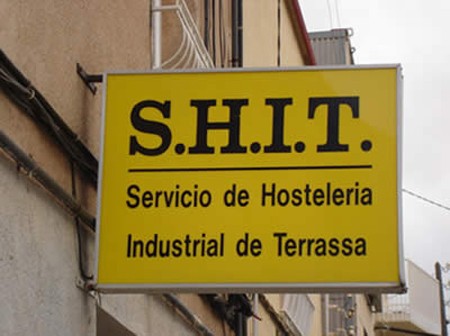 S.H.I.T.
Servicio de Hosteleria
Industrial de Terrassa